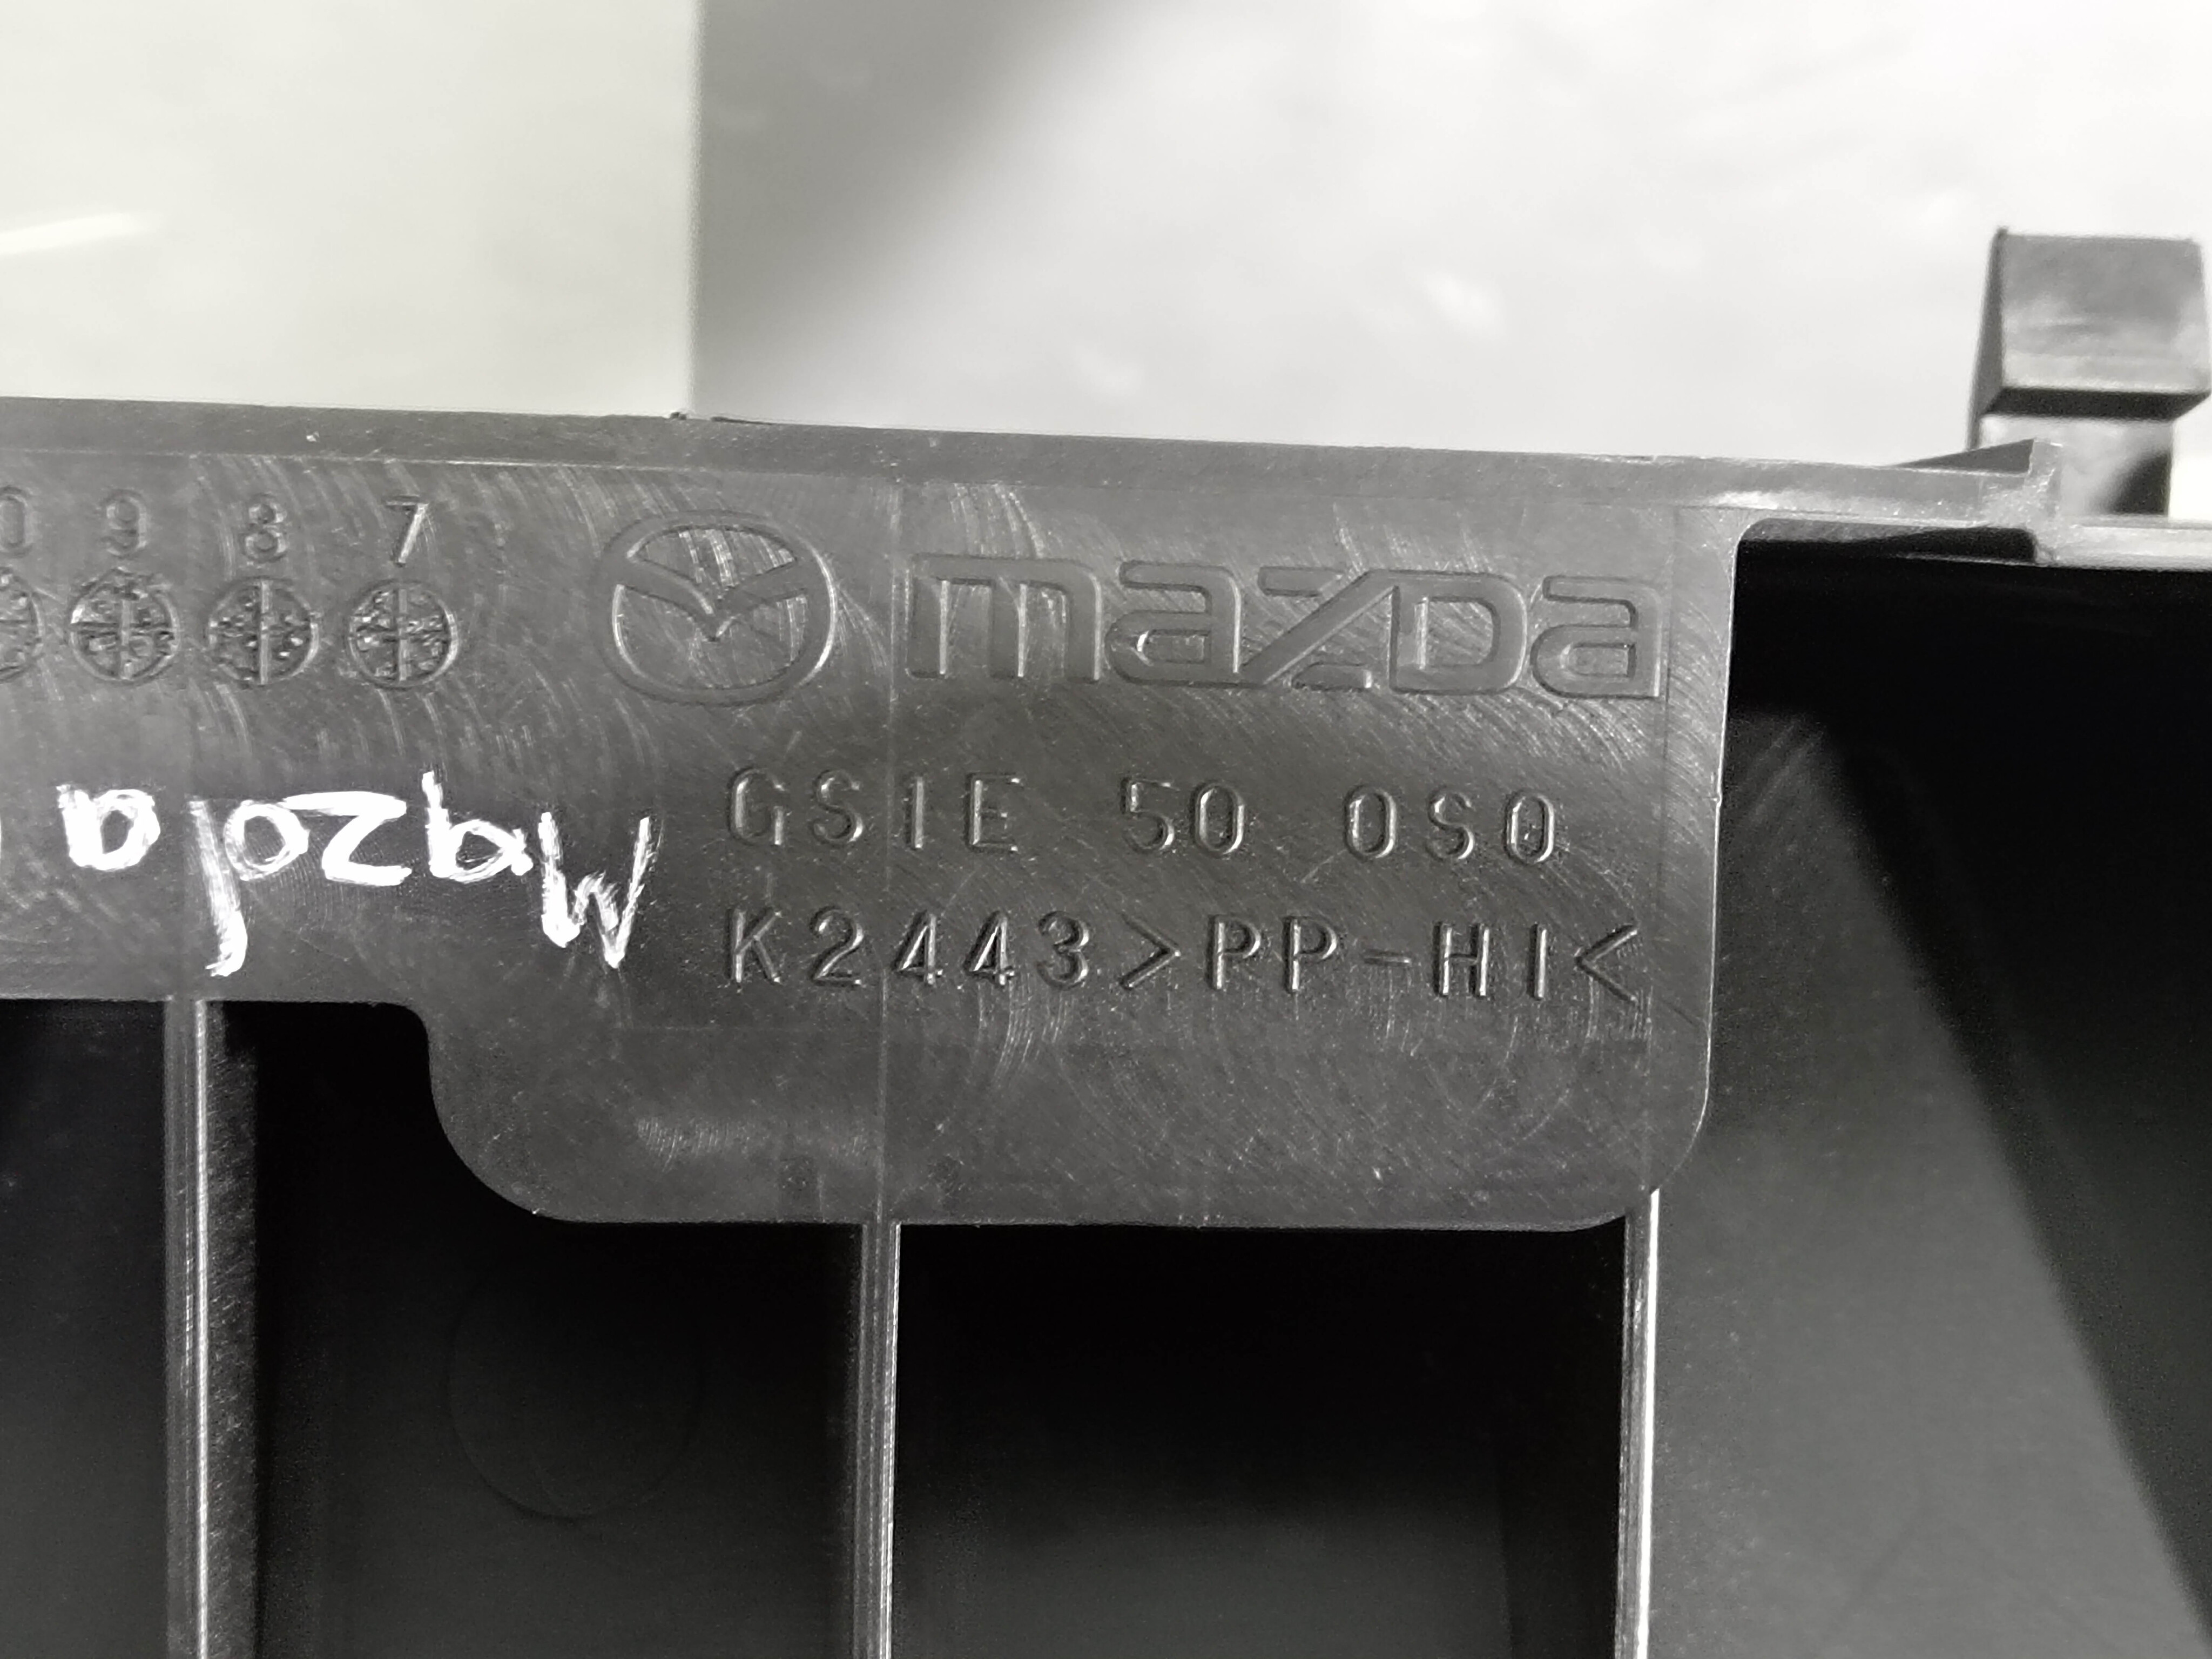 0 9 8 7
mazda
GS1E 50 0S0
K2443>PP-HI<
Mazda